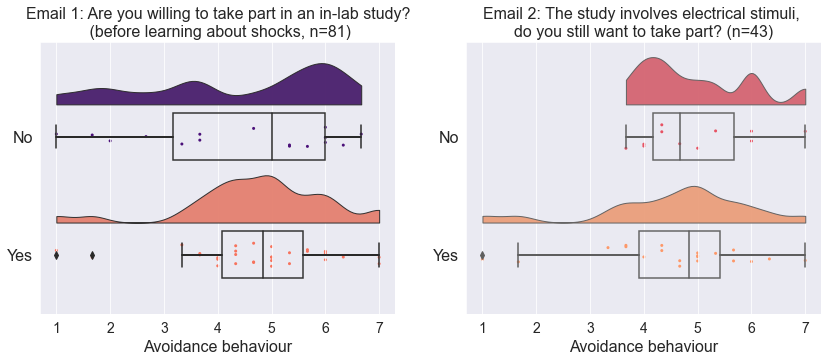 Email 1: Are you willing to take part in an in-lab study?
(before learning about shocks, n=81)
No
Yes
1 2 3 4 5 6 7
Avoidance behaviour
Email 2: The study involves electrical stimuli,
do you still want to take part? (n=43)
No
Yes
1 2 3 4 5 6 7
Avoidance behaviour